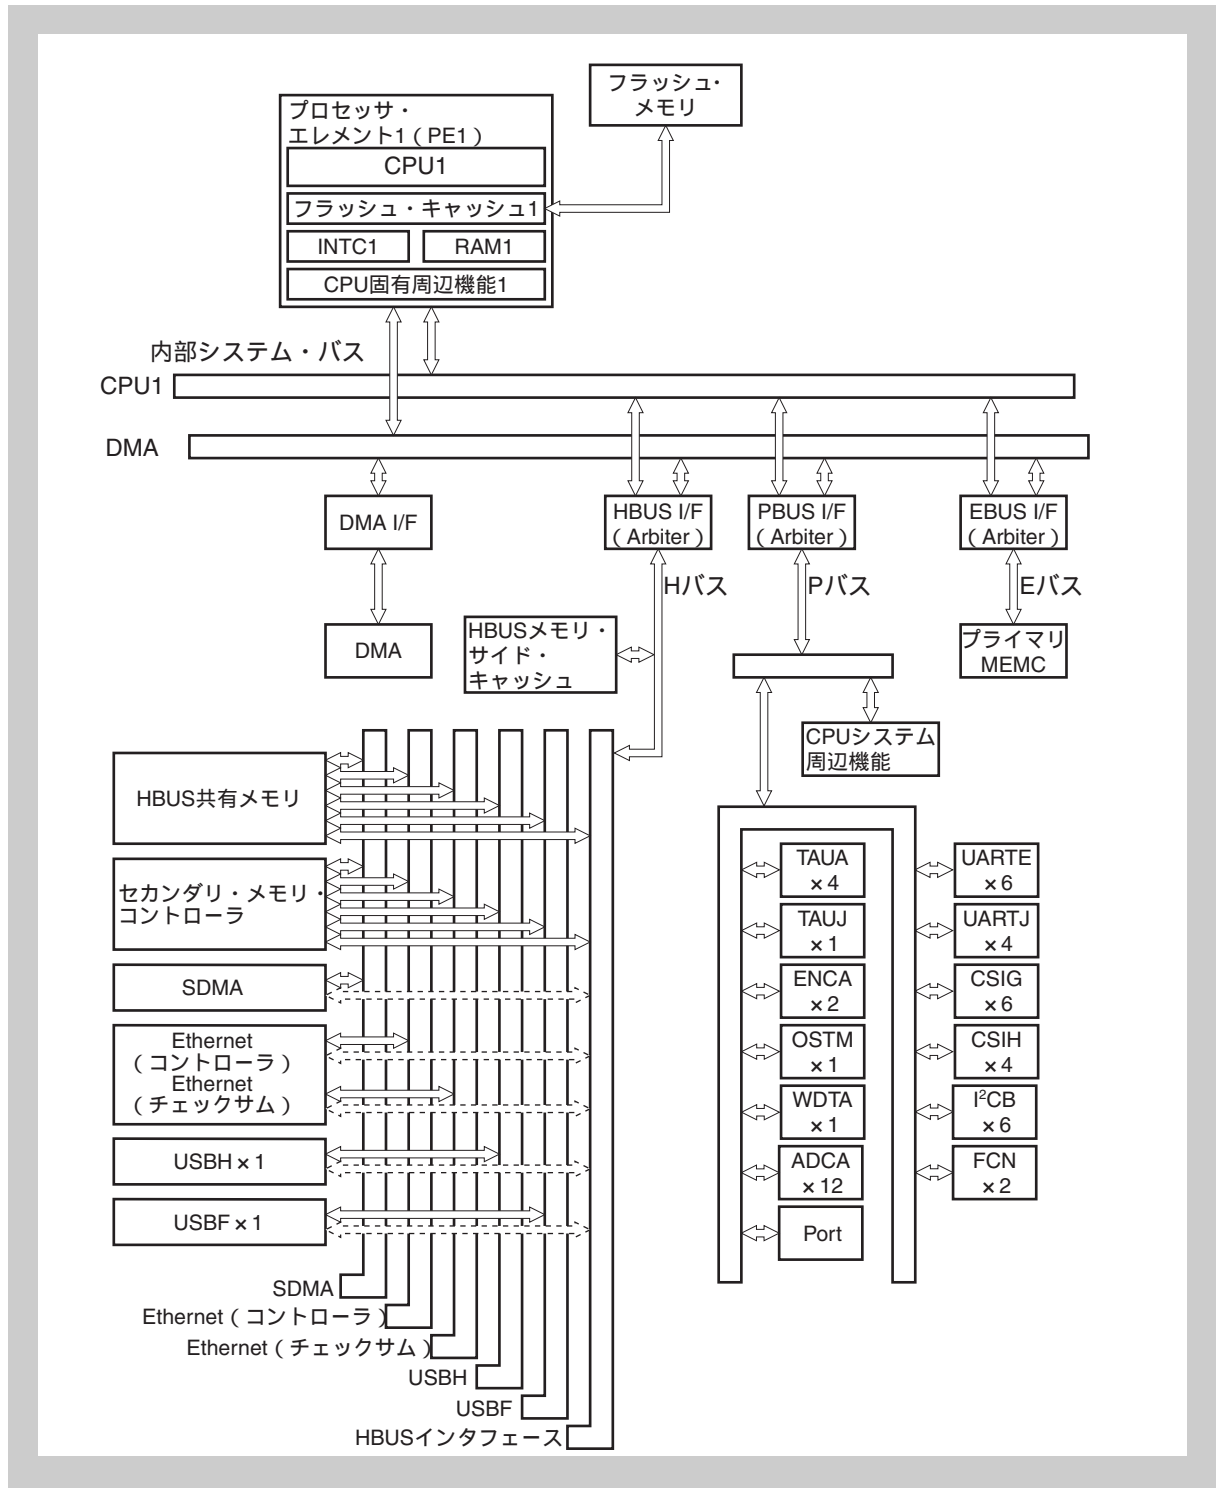 フラッシュ・
メモリ
プロセッサ・
エレメント1（PE1）
CPU1
フラッシュ・キャッシュ1
INTC1
RAM1
CPU固有周辺機能1
内部システム・バス
CPU1
DMA
DMA I/F
HBUS I/F
（Arbiter）
PBUS I/F
（Arbiter）
EBUS I/F
（Arbiter）
Hバス
Pバス
Eバス
DMA
HBUSメモリ・
サイド・
キャッシュ
プライマリ
MEMC
CPUシステム
周辺機能
HBUS共有メモリ
セカンダリ・メモリ・
コントローラ
SDMA
Ethernet
（コントローラ）
Ethernet
（チェックサム）
USBH×1
USBF×1
TAUA
×4
UARTE
×6
TAUJ
×1
UARTJ
×4
ENCA
×2
CSIG
×6
OSTM
×1
CSIH
×4
WDTA
×1
I²CB
×6
ADCA
×12
FCN
×2
Port
SDMA
Ethernet（コントローラ）
Ethernet（チェックサム）
USBH
USBF
HBUSインタフェース